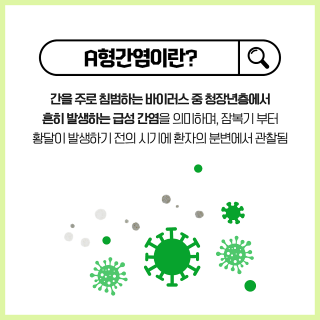 A형간염이란?
간을 주로 침범하는 바이러스 중 청장년층에서
흔히 발생하는 급성 간염을 의미하며, 잠복기 부터
황달이 발생하기 전의 시기에 환자의 분변에서 관찰됨